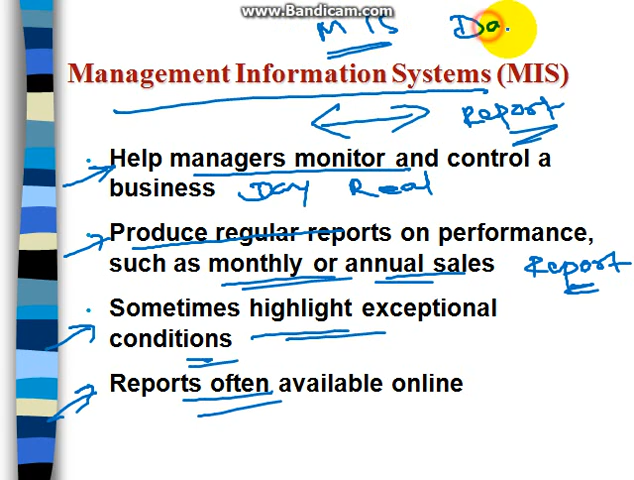 www.Bandicam.com
MIS Da
Management Information Systems (MIS)
Report
Help managers monitor and control a
business Day Real
Produce regular reports on performance,
such as monthly or annual sales Report
Sometimes highlight exceptional
conditions
Reports often available online